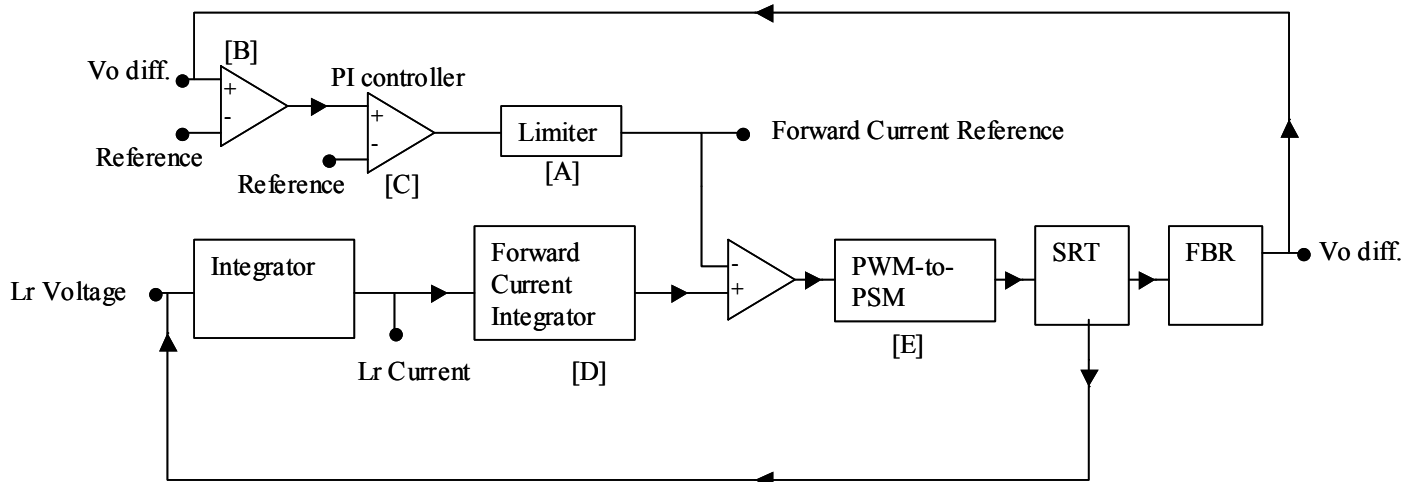 [B]
Vo diff.
+
-
Reference
PI controller
+
-
Reference
[C]
Limiter
[A]
Forward Current Reference
Lr Voltage
Integrator
Lr Current
Forward
Current
Integrator
[D]
-
+
PWM-to-
PSM
[E]
SRT
FBR
Vo diff.